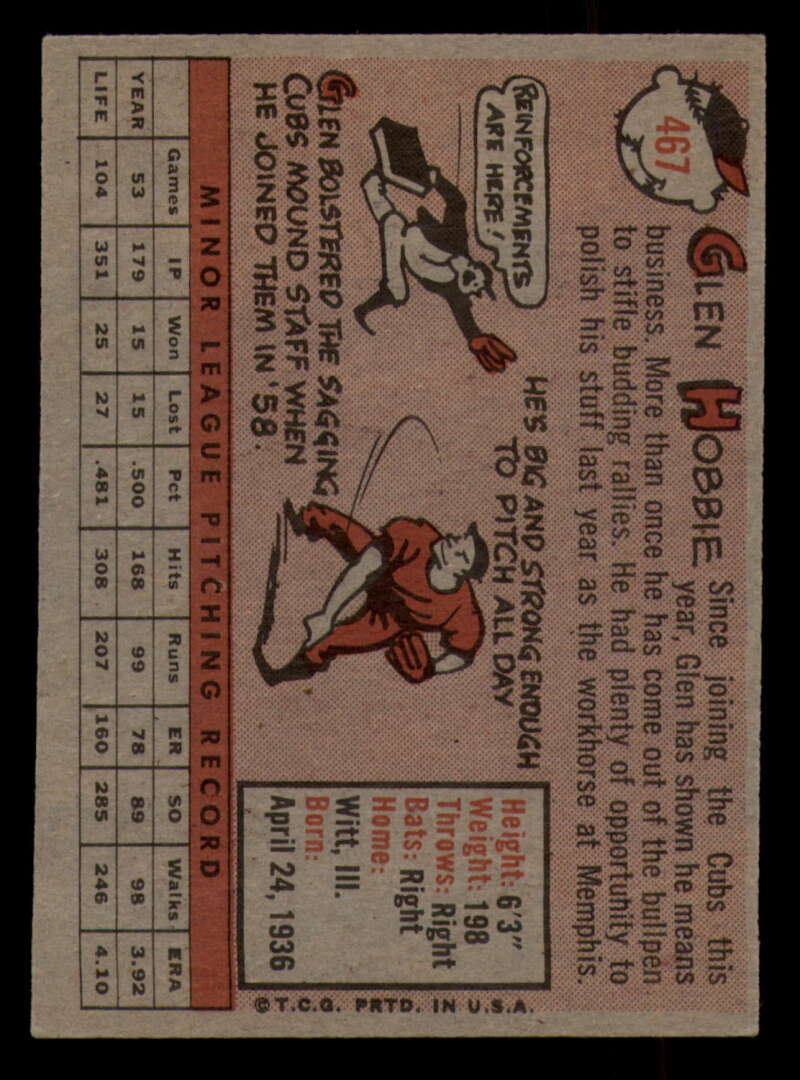 467
GLEN HOBBIE
Since joining the Cubs this
year, Glen has shown he means
business. More than once he has come out of the bullpen
to stifle budding rallies. He had plenty of opportunity to
polish his stuff last year as the workhorse at Memphis.
REINFORCEMENTS
ARE HERE!
GLEN BOLSTERED THE SAGGING
CUBS MOUND STAFF WHEN
HE JOINED THEM IN '58.
HE'S BIG AND STRONG ENOUGH
TO PITCH ALL DAY
Height: 6'3"
Weight: 198
Throws: Right
Bats: Right
Home:
Witt, Ill.
Born:
April 24, 1936
© T.C.G. PRTD. IN U.S.A.
MINOR LEAGUE PITCHING RECORD
Games IP Won Lost Pct Hits Runs ER SO Walks ERA
YEAR 53 179 15 15 .500 168 99 78 89 98 3.92
LIFE 104 351 25 27 .481 308 207 160 285 246 4.10